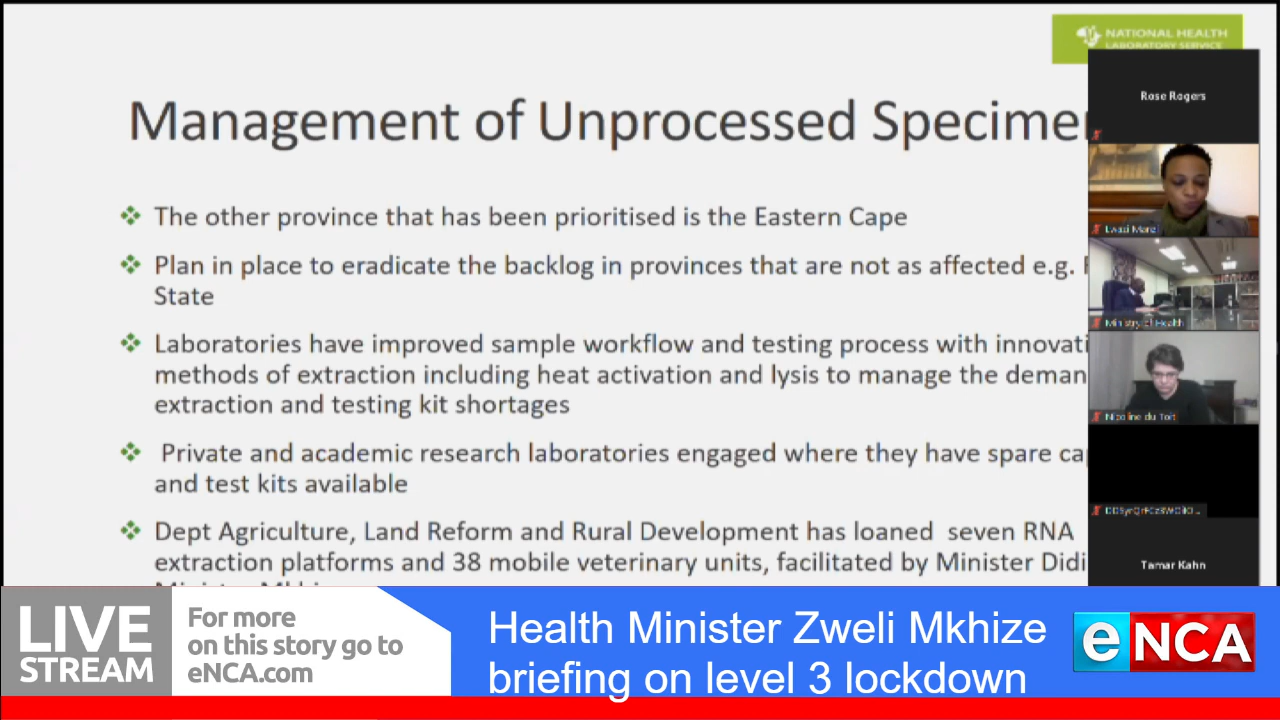 NATIONAL HEALTH
LABORATORY SERVICE
Management of Unprocessed Specimen
Rose Rogers
The other province that has been prioritised is the Eastern Cape
Plan in place to eradicate the backlog in provinces that are not as affected e.g.
State
Laboratories have improved sample workflow and testing process with innovati
methods of extraction including heat activation and lysis to manage the deman
extraction and testing kit shortages
Private and academic research laboratories engaged where they have spare ca
and test kits available
Dept Agriculture, Land Reform and Rural Development has loaned seven RNA
extraction platforms and 38 mobile veterinary units, facilitated by Minister Didi
Ministry of Health
Nicoline du Toit
Tamar Kahn
LIVE
STREAM
For more
on this story go to
eNCA.com
Health Minister Zweli Mkhize
briefing on level 3 lockdown
eNCA